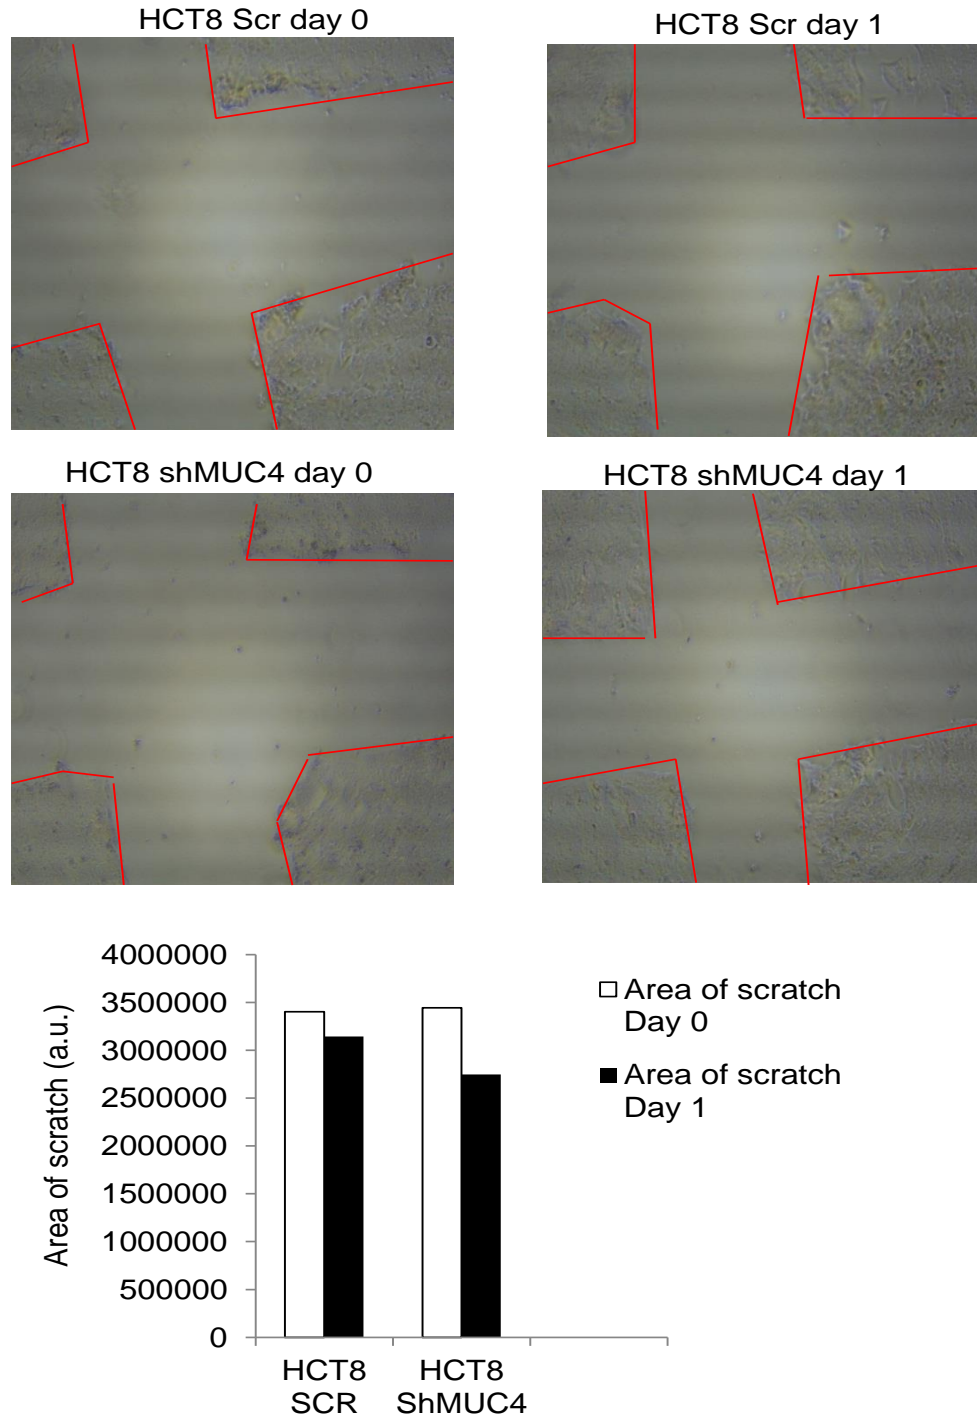 HCT8 Scr day 0
HCT8 Scr day 1
HCT8 shMUC4 day 0
HCT8 shMUC4 day 1
Area of scratch (a.u.)
4000000
3500000
3000000
2500000
2000000
1500000
1000000
500000
0
HCT8
SCR
HCT8
ShMUC4
Area of scratch
Day 0
Area of scratch
Day 1